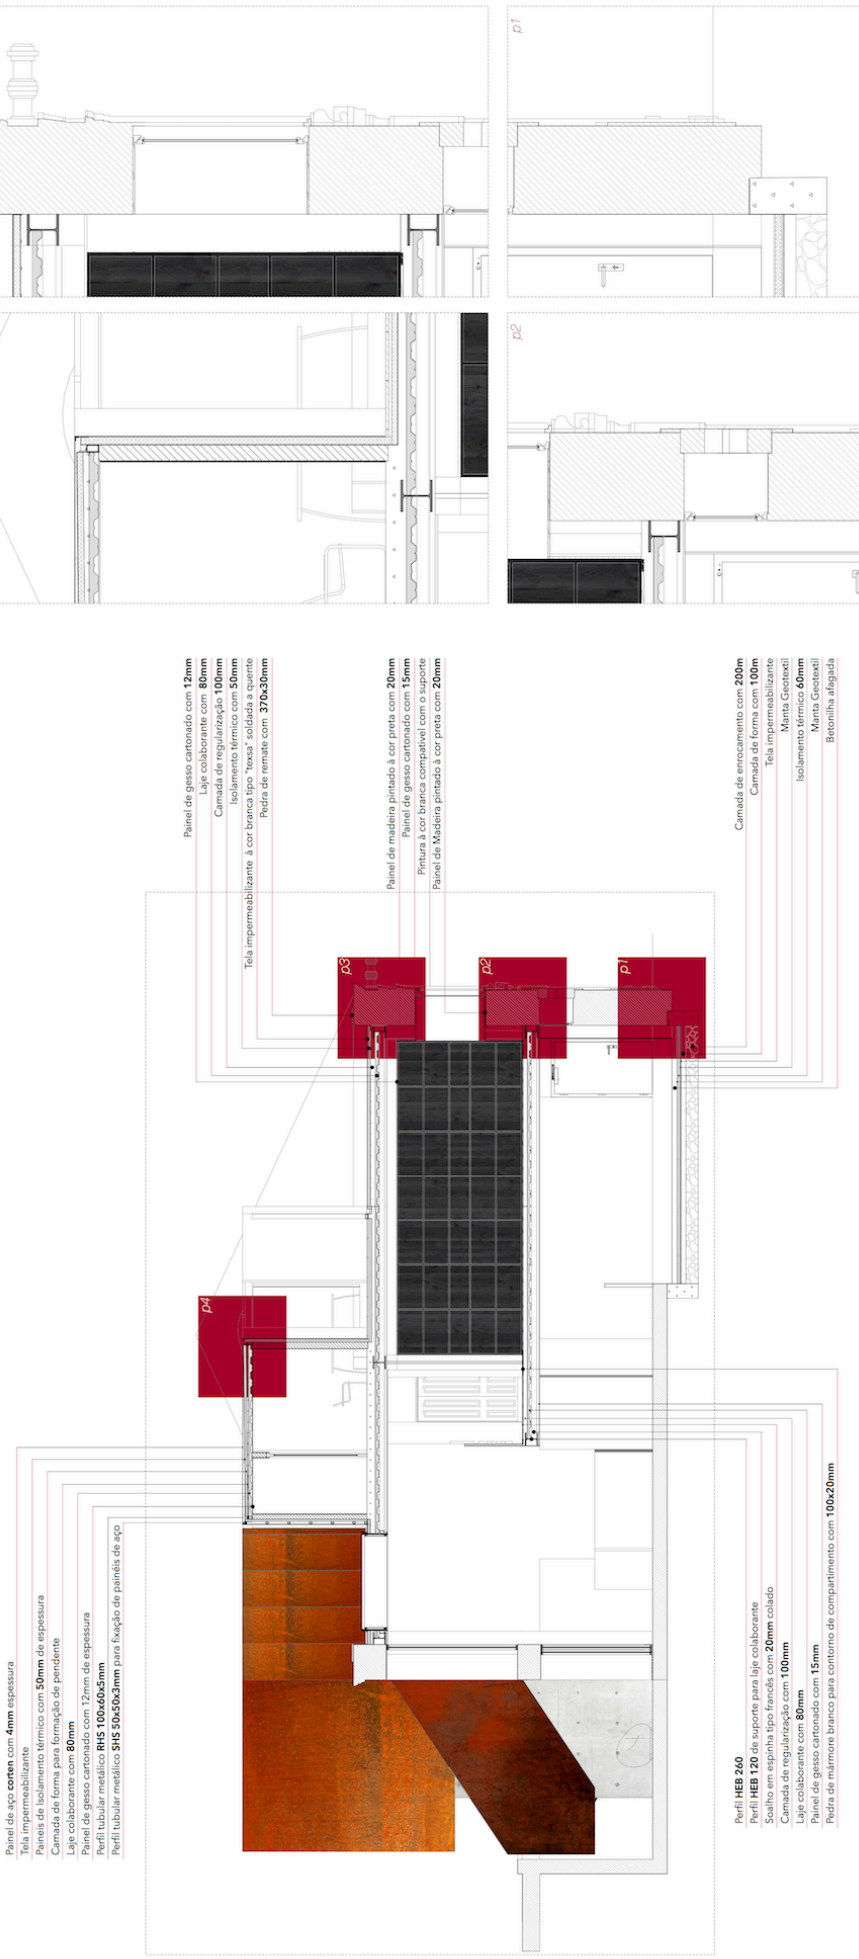 p1
p2
Painel de gesso cartonado com 12mm
Laje colaborante com 80mm
Camada de regularização 100mm
Isolamento térmico com 50mm
Tela impermeabilizante à cor branca tipo "texsa" soldada a quente
Pedra de remate com 370x30mm
Painel de madeira pintado à cor preta com 20mm
Painel de gesso cartonado com 15mm
Pintura à cor branca compativel com o suporte
Painel de Madeira pintado à cor preta com 20mm
Camada de enrocamento com 200m
Camada de forma com 100m
Tela impermeabilizante
Manta Geotextil
Isolamento térmico 60mm
Manta Geotextil
Betonilha afagada
p3
p2
p1
p4
Painel de aço corten com 4mm espessura
Tela impermeabilizante
Paineis de Isolamento térmico com 50mm de espessura
Camada de forma para formação de pendente
Laje colaborante com 80mm
Painel de gesso cartonado com 12mm de espessura
Perfil tubular metálico RHS 100x60x5mm
Perfil tubular metálico SHS 50x50x3mm para fixação de painéis de aço
Perfil HEB 260
Perfil HEB 120 de suporte para laje colaborante
Soalho em espinha tipo francês com 20mm colado
Camada de regularização com 100mm
Laje colaborante com 80mm
Painel de gesso cartonado com 15mm
Pedra de mármore branco para contorno de compartimento com 100x20mm